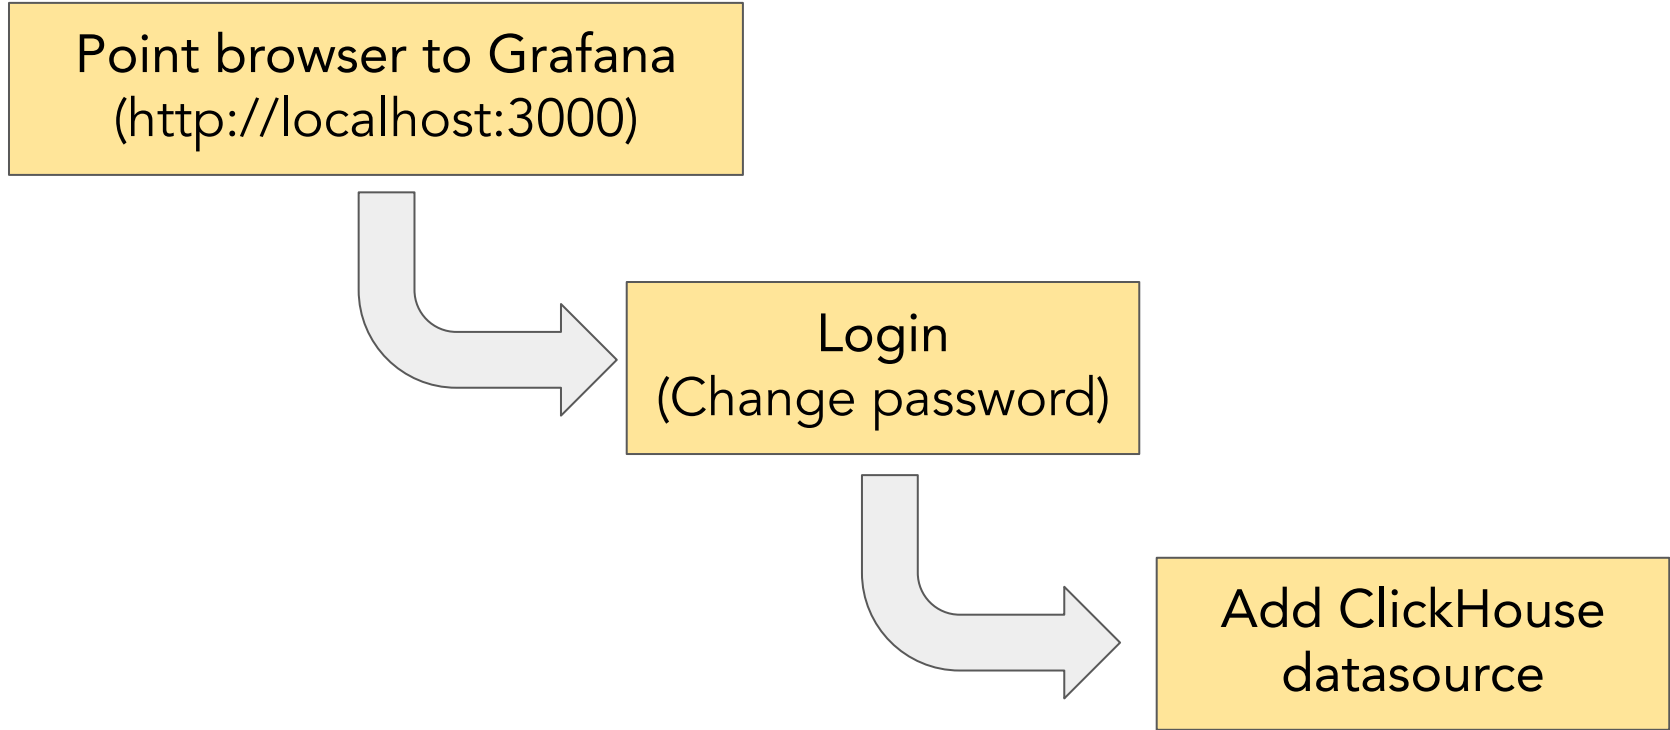 Point browser to Grafana
(http://localhost:3000)
Login
(Change password)
Add ClickHouse
datasource